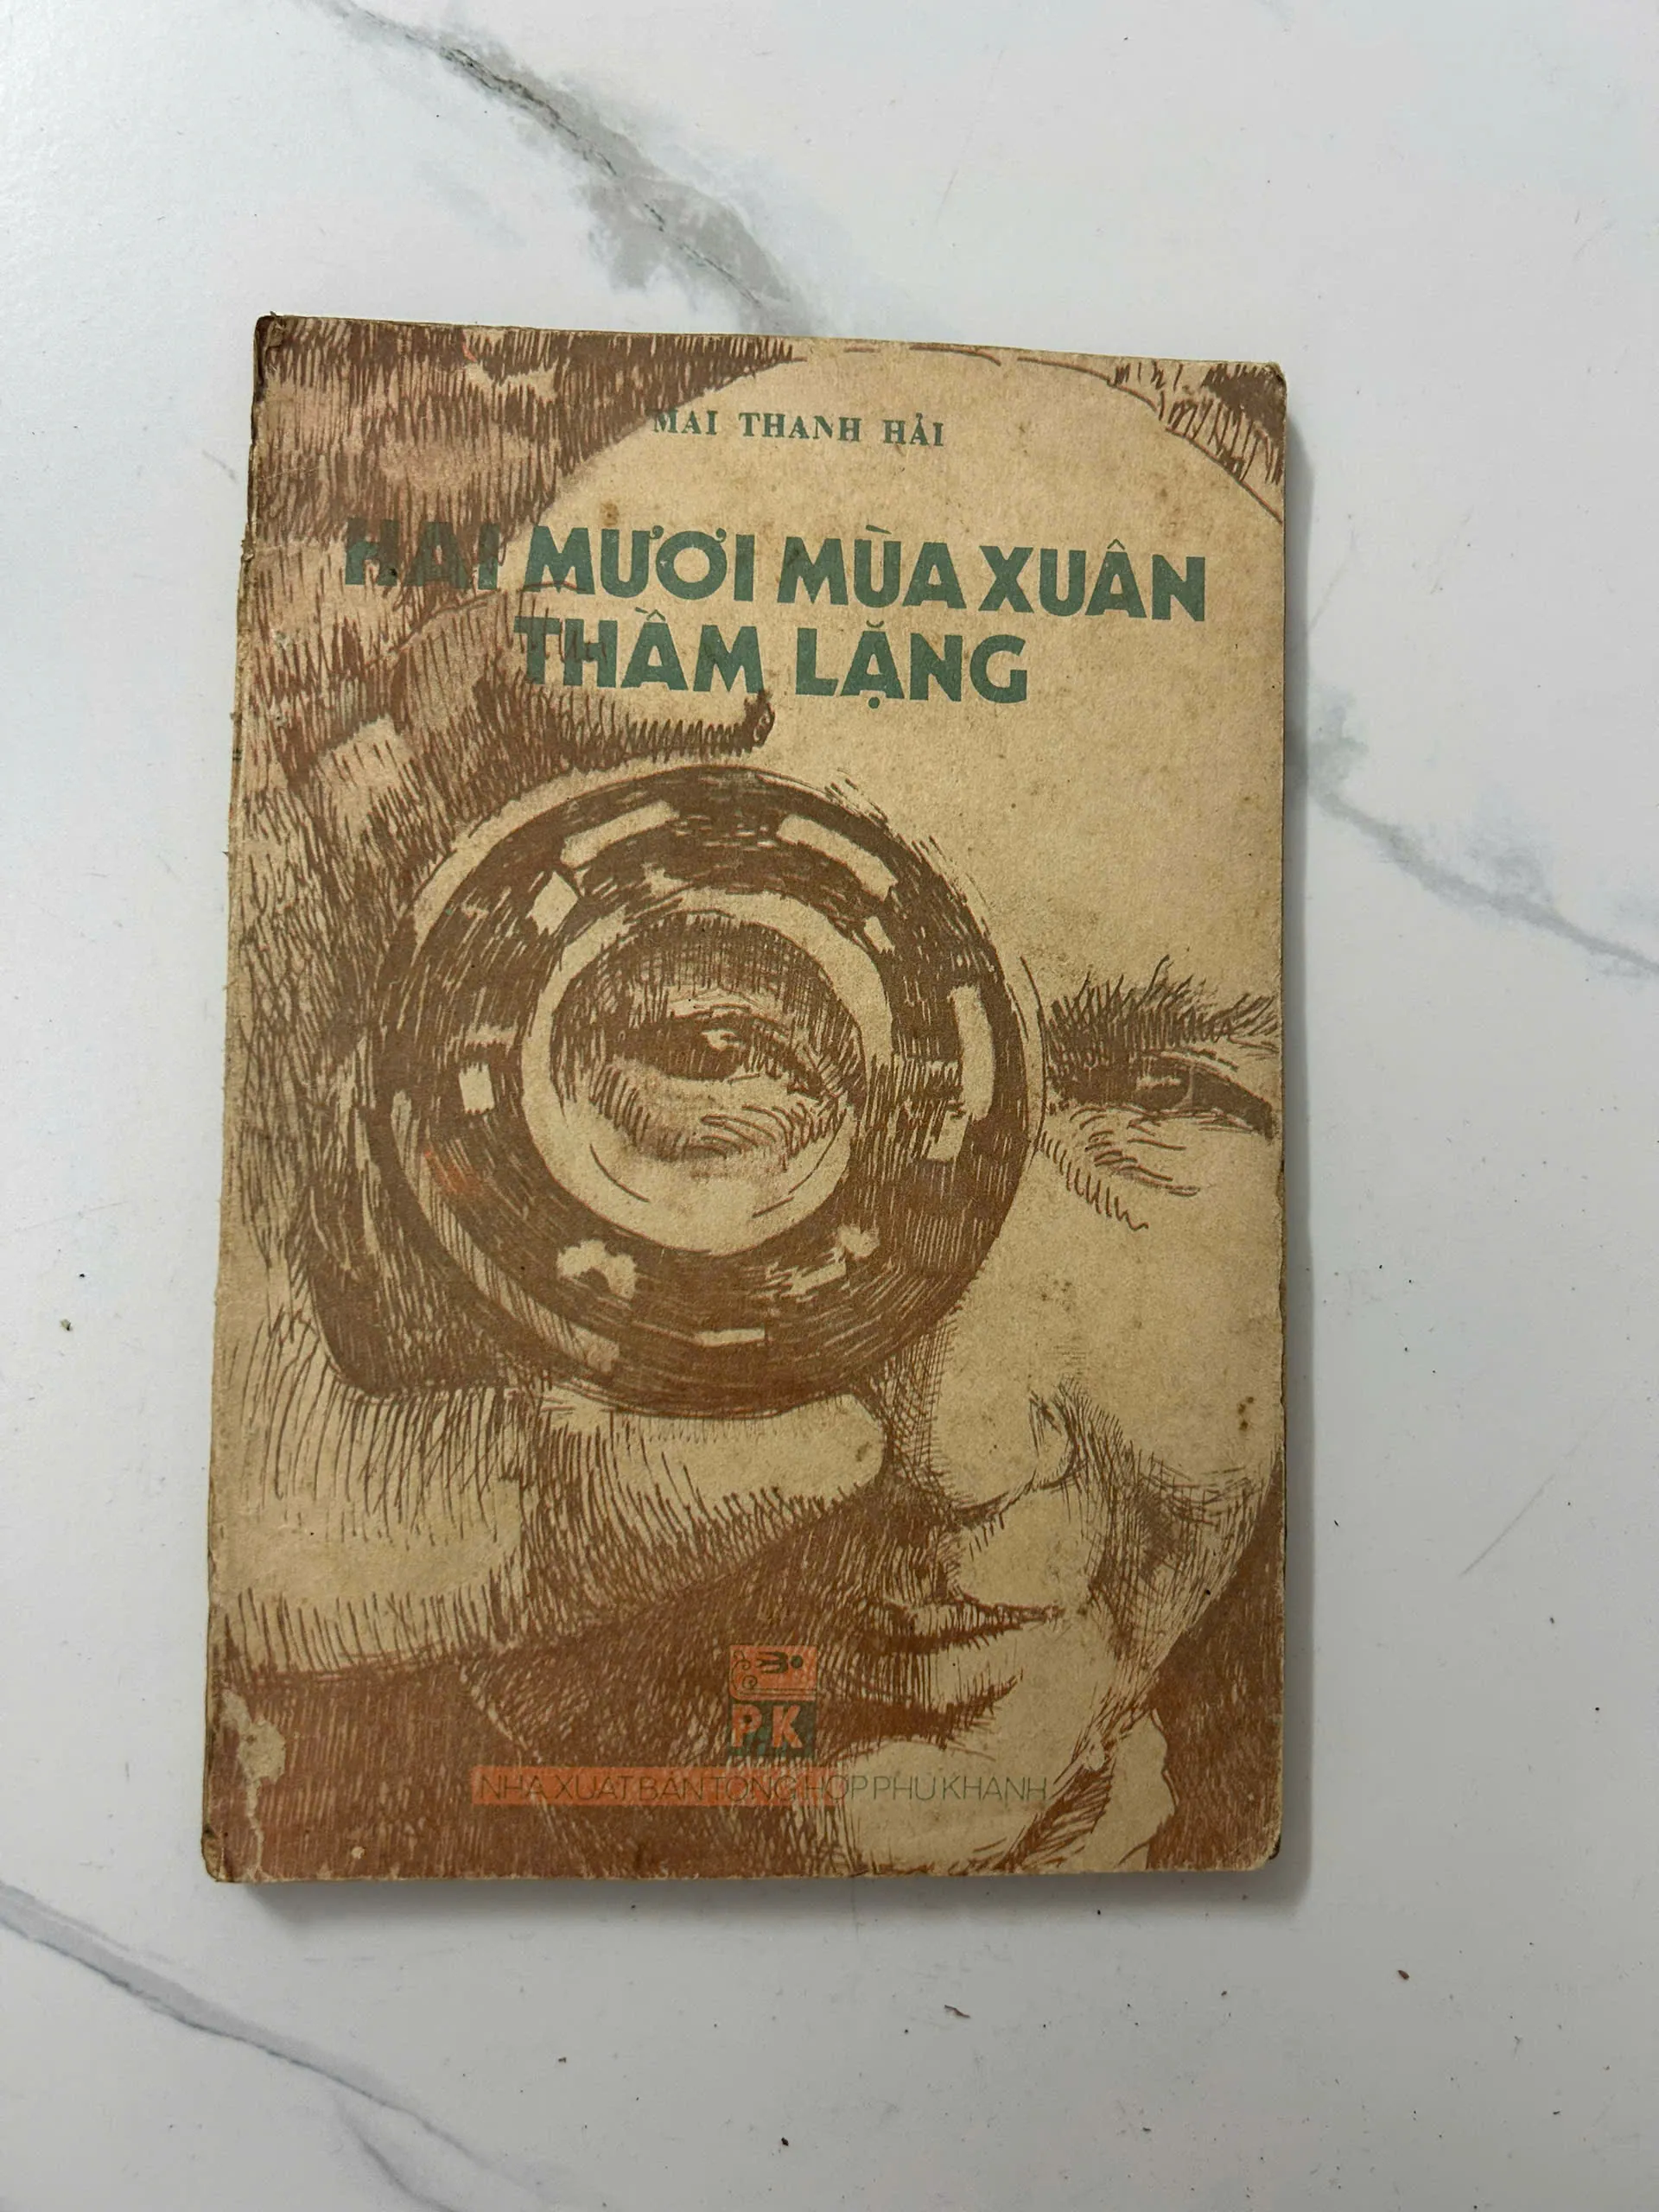 MAI THANH HẢI
HAI MƯƠI MÙA XUÂN
THẦM LẶNG
P.K
NHÀ XUẤT BẢN TỔNG HỢP PHÚ KHÁNH